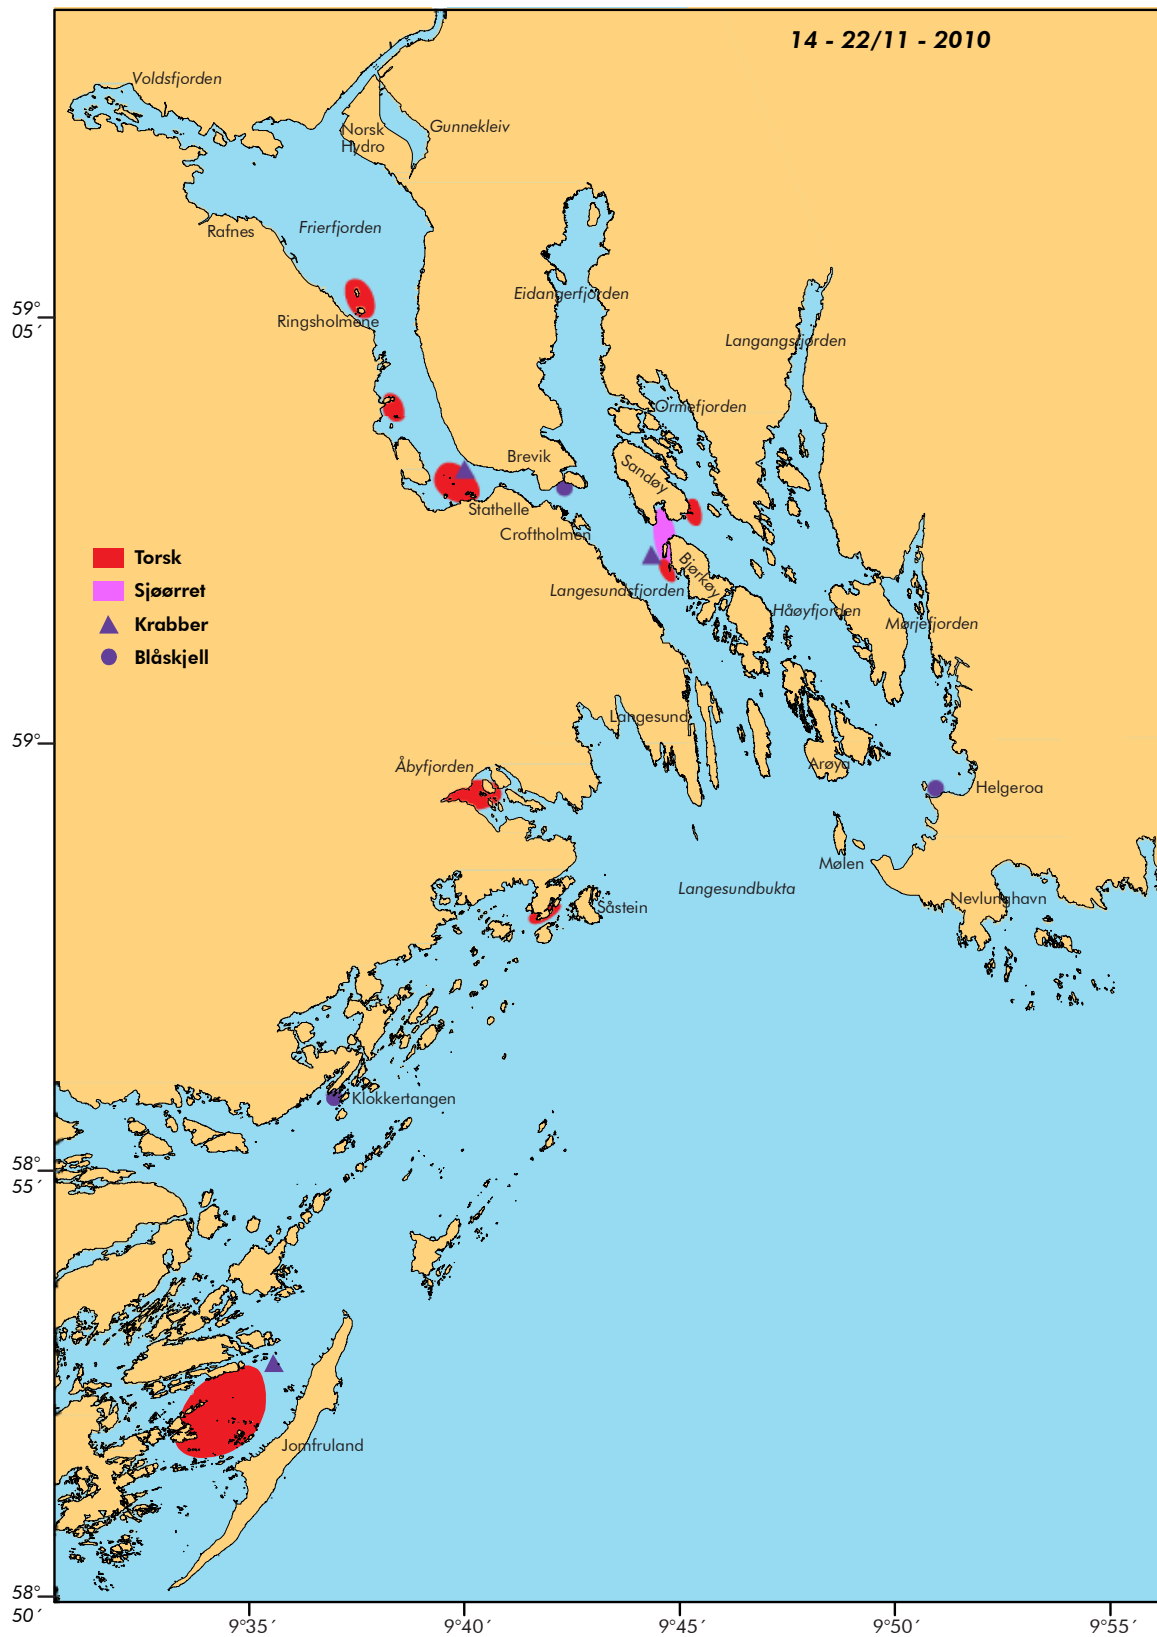 14 - 22/11 - 2010
Voldsfjorden
Norsk
Hydro
Gunnekleiv
Rafnes
Frierfjorden
Eidangerfjorden
59°
05´
Ringsholmene
Langangsfjorden
Ormefjorden
Brevik
Sandøy
Stathelle
Croftholmen
Torsk
Bjørkøy
Sjøørret
Langesundsfjorden
Håøyfjorden
Krabber
Mørjefjorden
Blåskjell
Langesund
59°
Åbyfjorden
Arøya
Helgeroa
Mølen
Langesundbukta
Nevlunghavn
Såstein
Klokkertangen
58°
55´
Jomfruland
58°
50´
9°35´
9°40´
9°45´
9°50´
9°55´